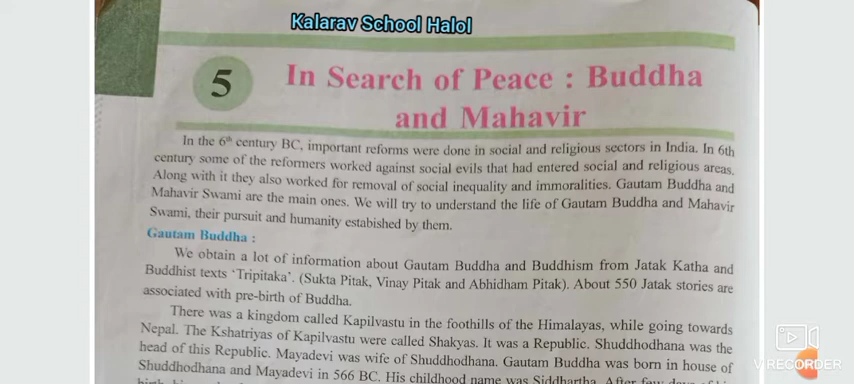 Kalarav School Halol
5
In Search of Peace : Buddha
and Mahavir
In the 6th century BC, important reforms were done in social and religious sectors in India. In 6th
century some of the reformers worked against social evils that had entered social and religious areas.
Along with it they also worked for removal of social inequality and immoralities. Gautam Buddha and
Mahavir Swami are the main ones. We will try to understand the life of Gautam Buddha and Mahavir
Swami, their pursuit and humanity estabished by them.
Gautam Buddha :
We obtain a lot of information about Gautam Buddha and Buddhism from Jatak Katha and
Buddhist texts ‘Tripitaka’. (Sukta Pitak, Vinay Pitak and Abhidham Pitak). About 550 Jatak stories are
associated with pre-birth of Buddha.
There was a kingdom called Kapilvastu in the foothills of the Himalayas, while going towards
Nepal. The Kshatriyas of Kapilvastu were called Shakyas. It was a Republic. Shuddhodhana was the
head of this Republic. Mayadevi was wife of Shuddhodhana. Gautam Buddha was born in house of
Shuddhodhana and Mayadevi in 566 BC. His childhood name was Siddhartha. After few days of
VRECORDER